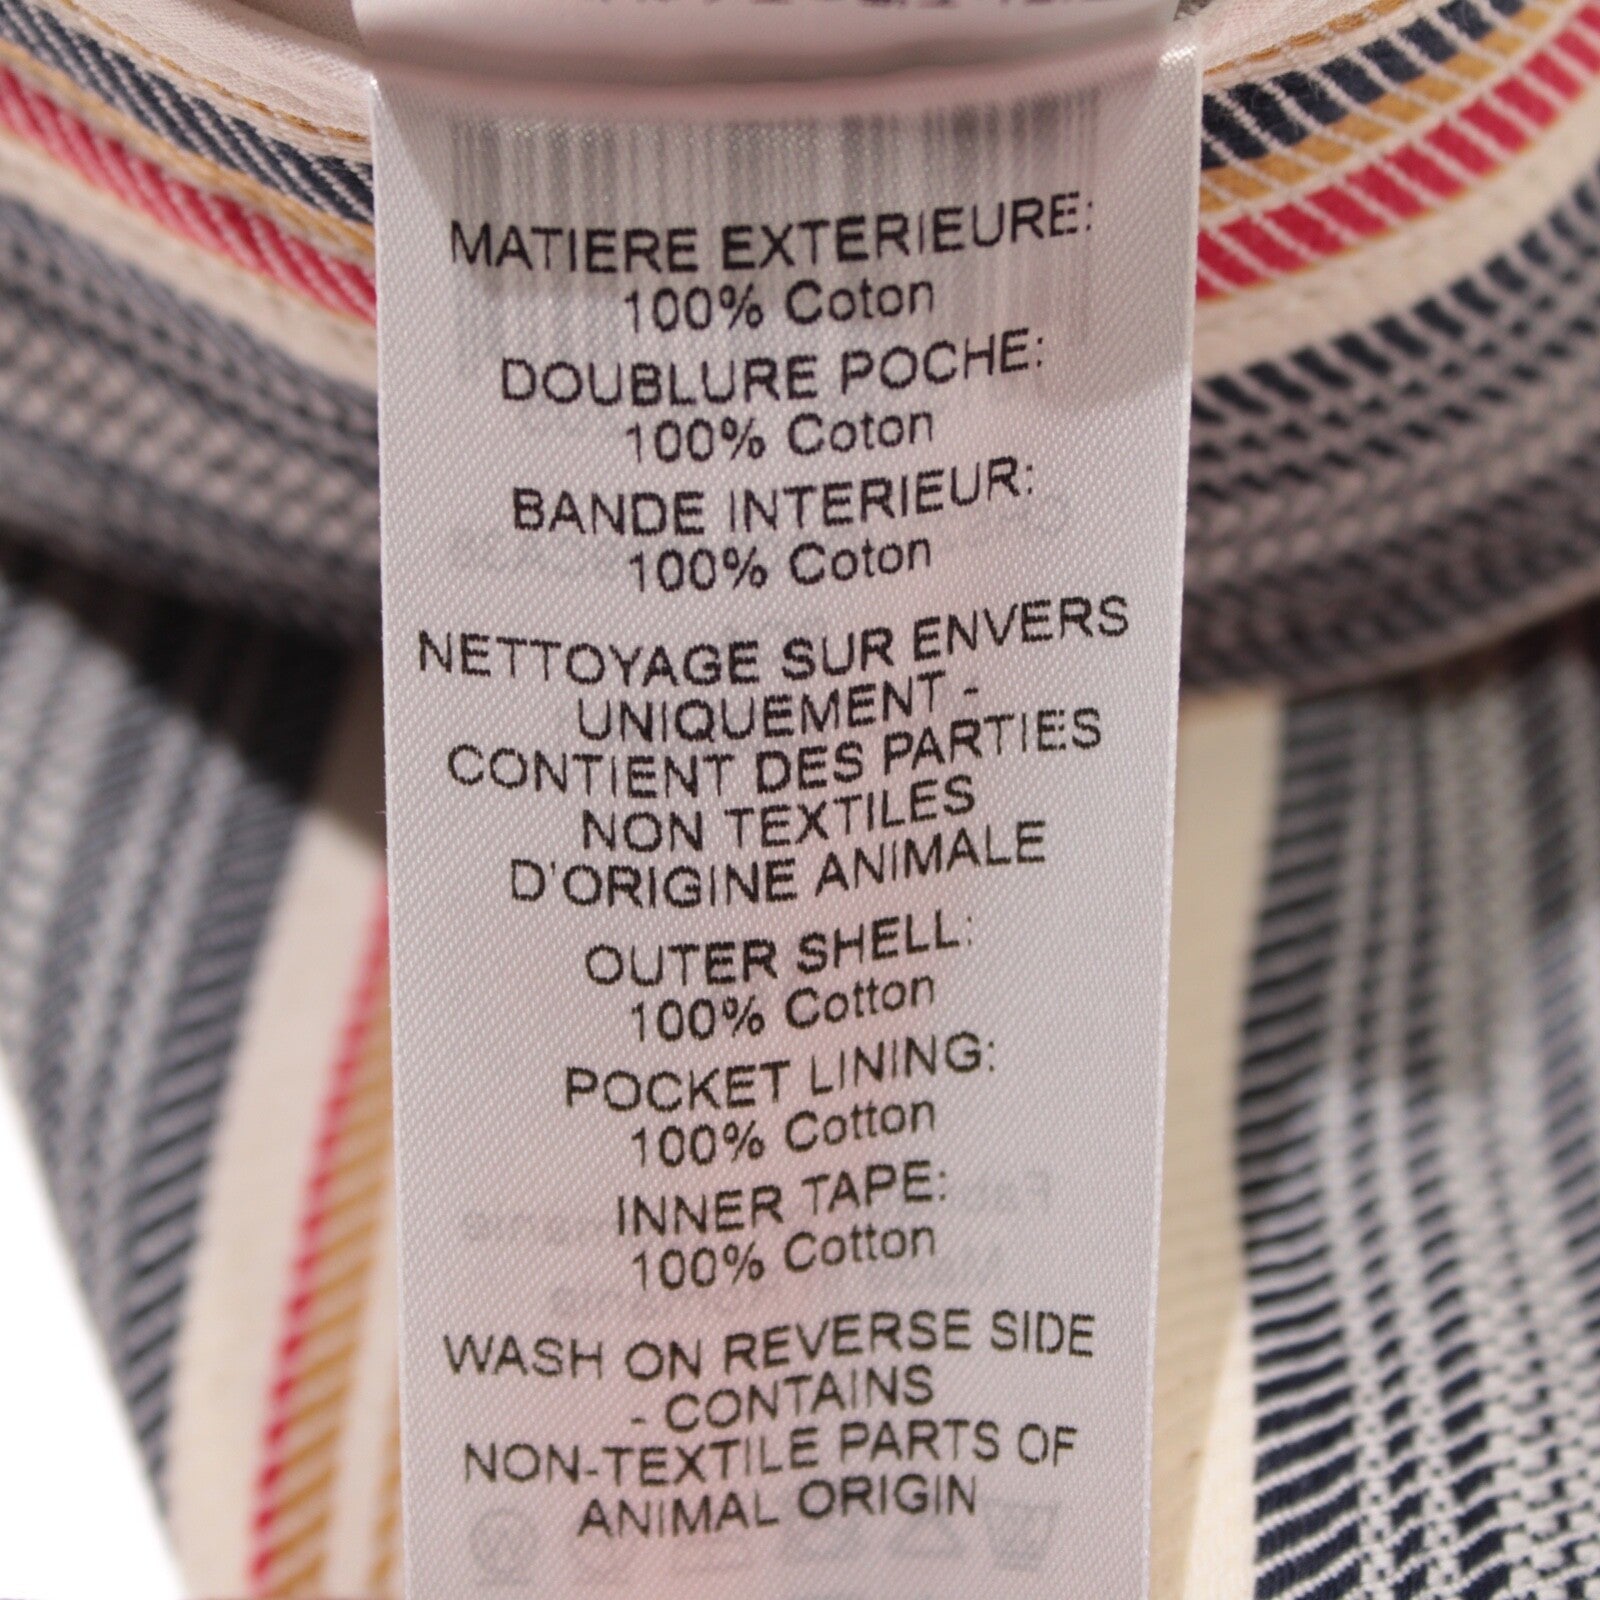 MATIERE EXTERIEURE:
100% Coton
DOUBLURE POCHE:
100% Coton
BANDE INTERIEUR:
100% Coton
NETTOYAGE SUR ENVERS
UNIQUEMENT -
CONTIENT DES PARTIES
NON TEXTILES
D'ORIGINE ANIMALE
OUTER SHELL:
100% Cotton
POCKET LINING:
100% Cotton
INNER TAPE:
100% Cotton
WASH ON REVERSE SIDE
- CONTAINS
NON-TEXTILE PARTS OF
ANIMAL ORIGIN